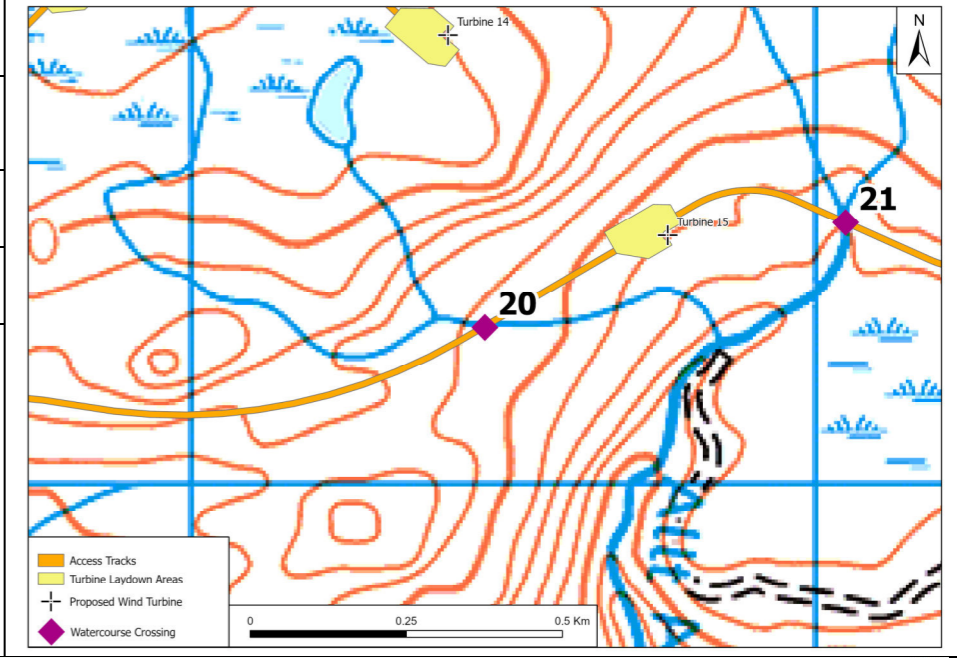 Turbine 14
N
21
Turbine 15
20
Access Tracks
Turbine Laydown Areas
Proposed Wind Turbine
Watercourse Crossing
0 0.25 0.5 Km